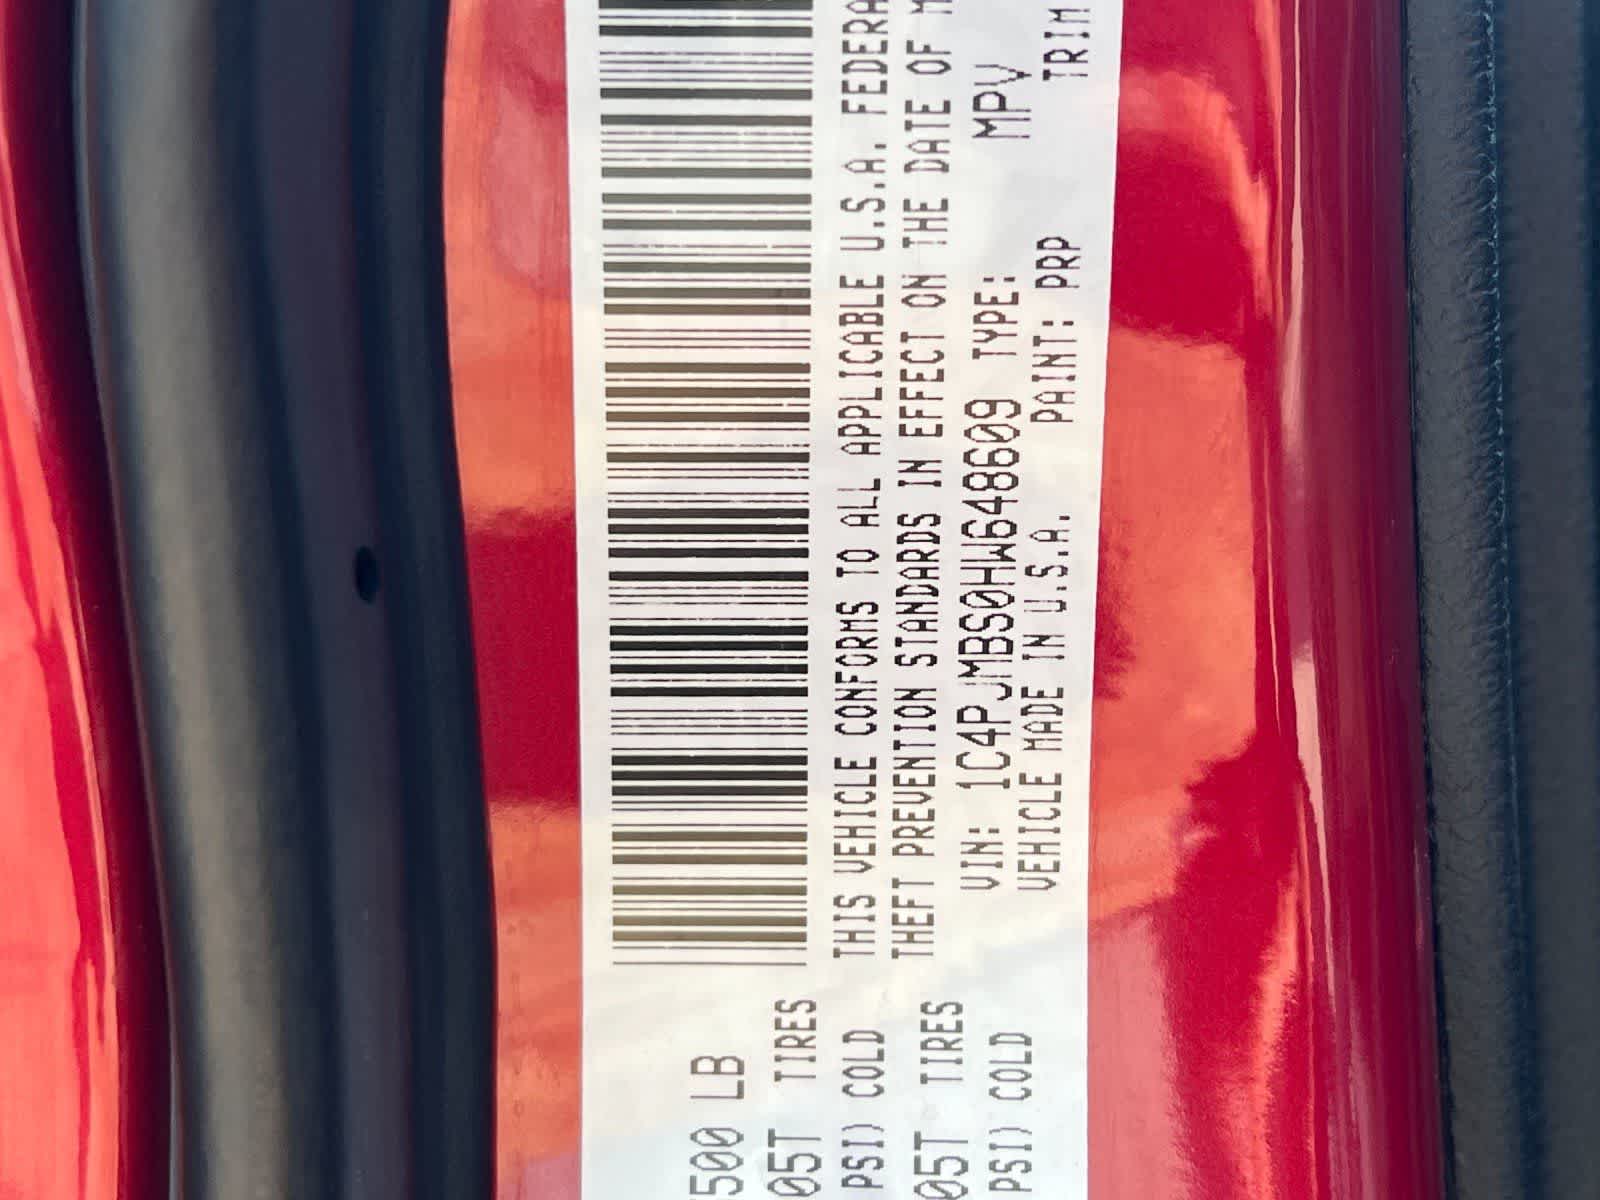 500 LB
05T TIRES
PSI) COLD
05T TIRES
PSI) COLD
THIS VEHICLE CONFORMS TO ALL APPLICABLE U.S.A. FEDERA
THEFT PREVENTION STANDARDS IN EFFECT ON THE DATE OF M
VIN: 1C4PJMBS0HW648609 TYPE: MPV
VEHICLE MADE IN U.S.A. PAINT: PRP TRIM